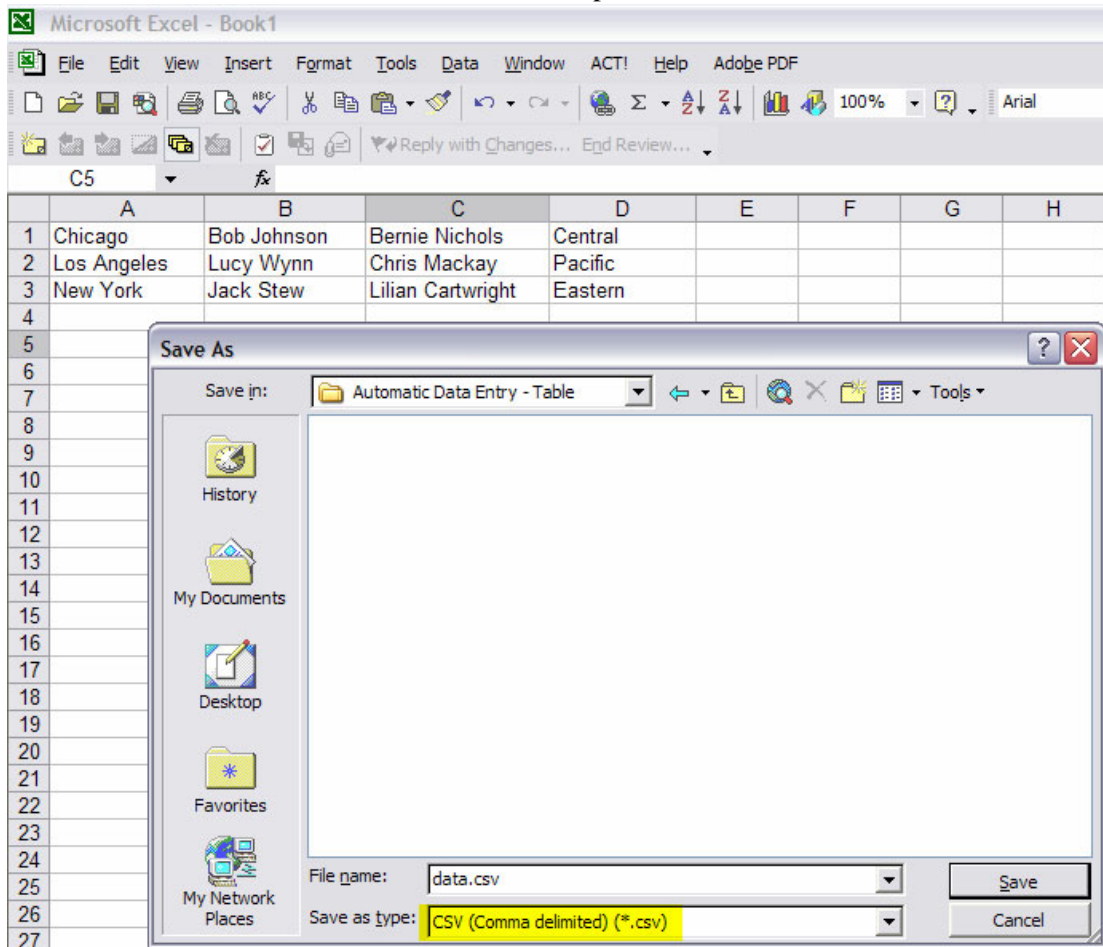 Microsoft Excel - Book1
File Edit View Insert Format Tools Data Window ACT! Help Adobe PDF
ABC Σ A Z Z A 100% ? Arial
Reply with Changes... End Review...
C5 fx
A B C D E F G H
1 Chicago Bob Johnson Bernie Nichols Central
2 Los Angeles Lucy Wynn Chris Mackay Pacific
3 New York Jack Stew Lilian Cartwright Eastern
4
5 Save As ?
6
7 Save in: Automatic Data Entry - Table Tools
8
9
10 History
11
12
13
14 My Documents
15
16
17
18 Desktop
19
20
21
22 Favorites
23
24
25 File name: data.csv Save
26 My Network Places Save as type: CSV (Comma delimited) (*.csv) Cancel
27